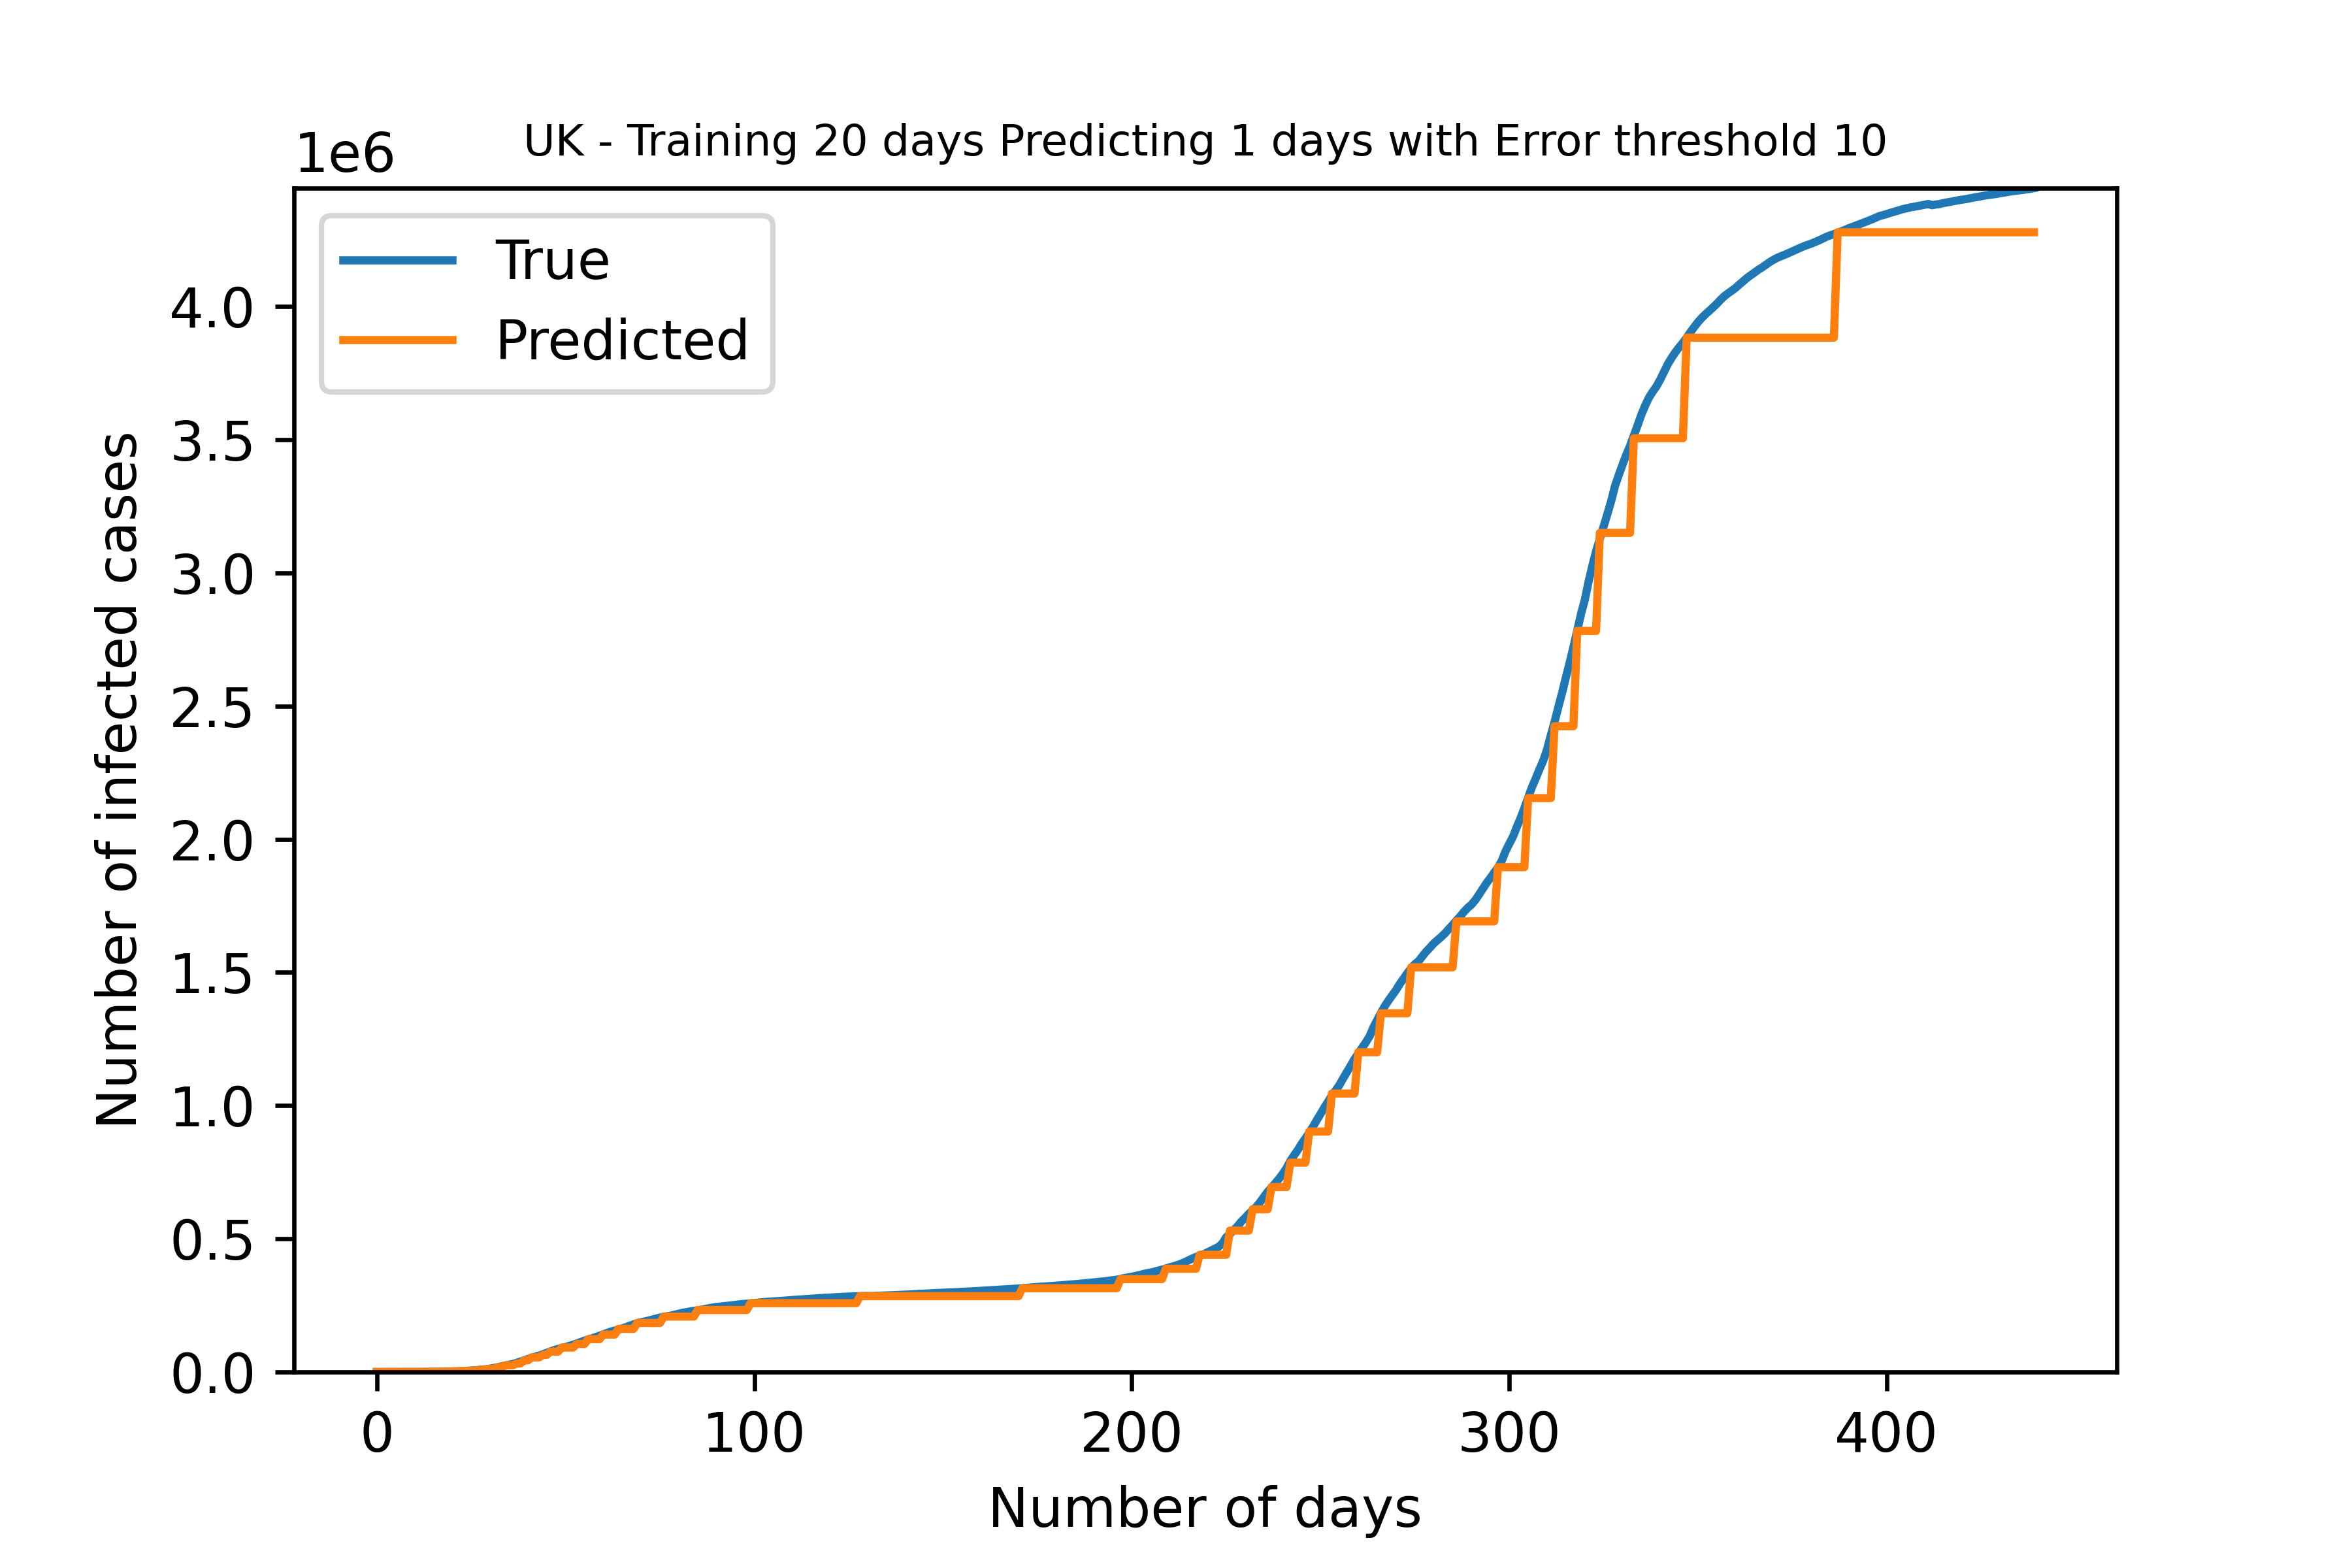 UK - Training 20 days Predicting 1 days with Error threshold 10
1e6
True
Predicted
4.0
3.5
3.0
2.5
2.0
1.5
1.0
0.5
0.0
Number of infected cases
0 100 200 300 400
Number of days